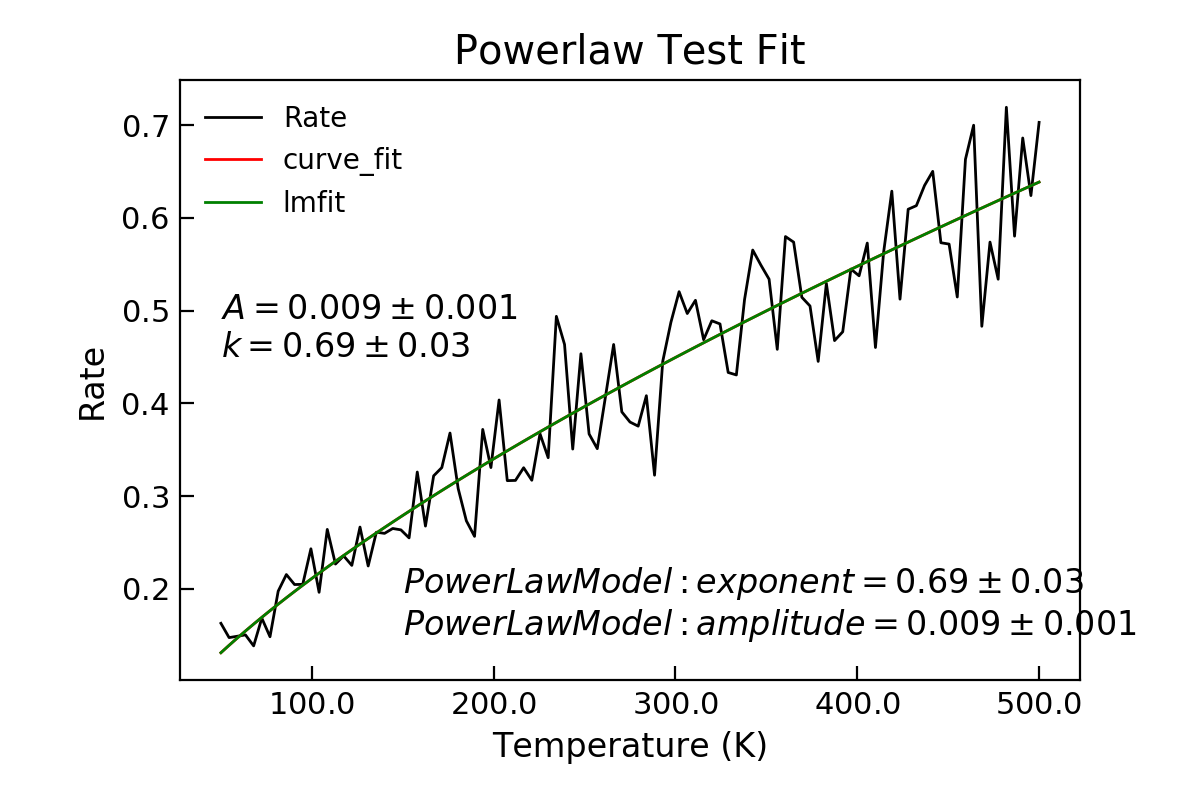 Powerlaw Test Fit
Rate
curve_fit
lmfit
A = 0.009 ± 0.001
k = 0.69 ± 0.03
PowerLawModel : exponent = 0.69 ± 0.03
PowerLawModel : amplitude = 0.009 ± 0.001
Rate
0.7
0.6
0.5
0.4
0.3
0.2
100.0 200.0 300.0 400.0 500.0
Temperature (K)